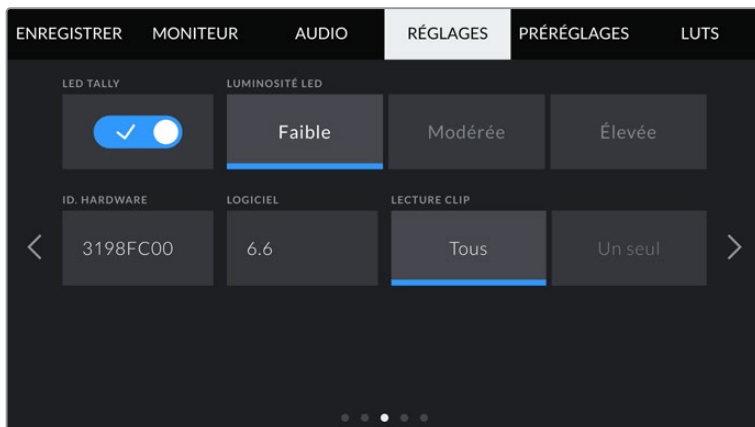 ENREGISTRER MONITEUR AUDIO RÉGLAGES PRÉRÉGLAGES LUTS
LED TALLY LUMINOSITÉ LED
Faible Modérée Élevée
ID. HARDWARE LOGICIEL LECTURE CLIP
3198FC00 6.6 Tous Un seul